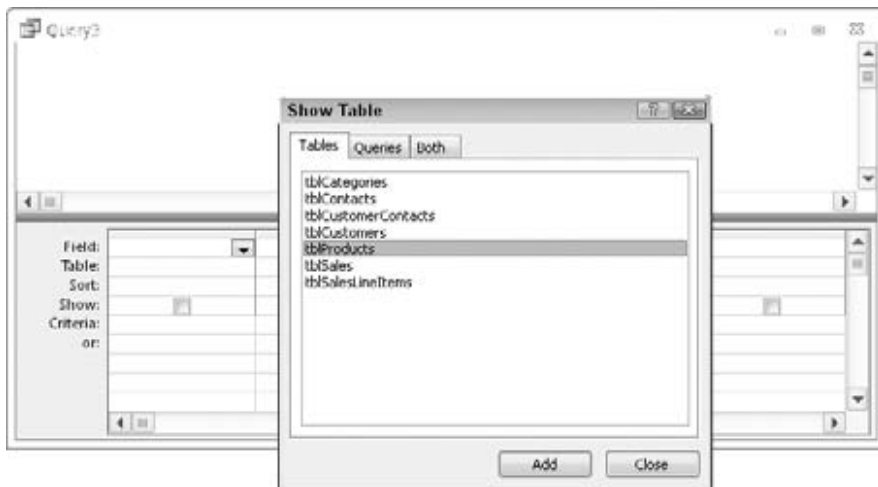 Query3
Show Table
Tables Queries Both
tblCategories
tblContacts
tblCustomerContacts
tblCustomers
tblProducts
tblSales
tblSalesLineItems
Field:
Table:
Sort:
Show:
Criteria:
or:
Add Close